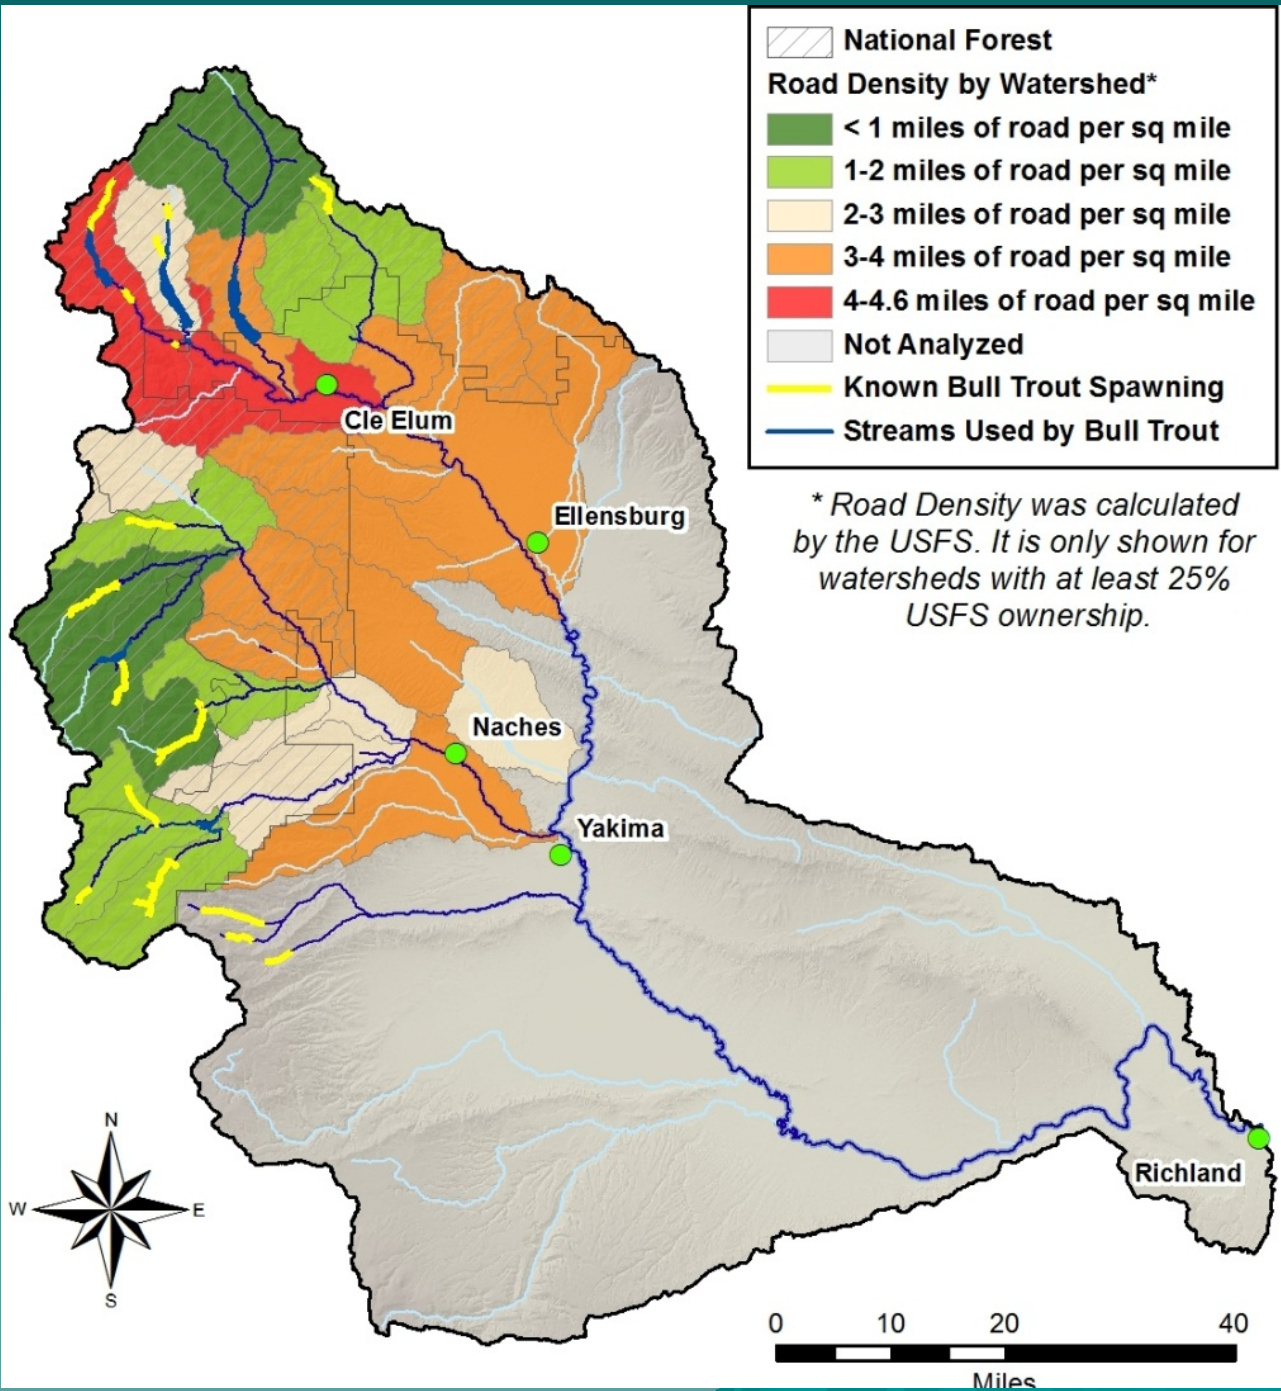 National Forest
Road Density by Watershed*
< 1 miles of road per sq mile
1-2 miles of road per sq mile
2-3 miles of road per sq mile
3-4 miles of road per sq mile
4-4.6 miles of road per sq mile
Not Analyzed
Known Bull Trout Spawning
Streams Used by Bull Trout
* Road Density was calculated
by the USFS. It is only shown for
watersheds with at least 25%
USFS ownership.
Cle Elum
Ellensburg
Naches
Yakima
Richland
N
W E
S
0 10 20 40
Miles